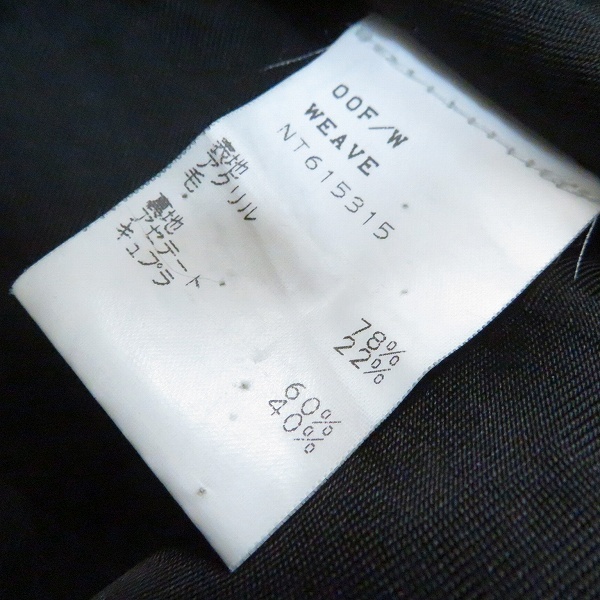 00F/W
WEAVE
NT615315
表地
アクリル 78%
毛 22%
裏地
アセテート 60%
キュプラ 40%